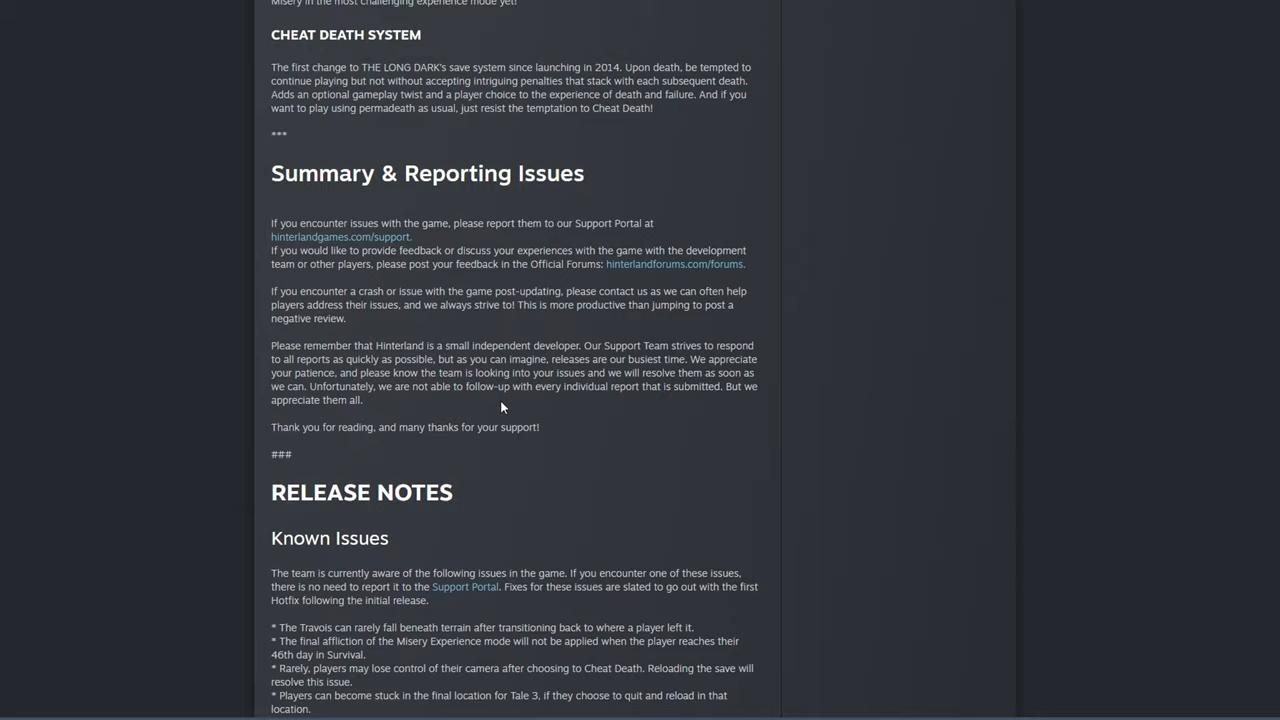 Misery in the most challenging experience mode yet!
CHEAT DEATH SYSTEM
The first change to THE LONG DARK's save system since launching in 2014. Upon death, be tempted to
continue playing but not without accepting intriguing penalties that stack with each subsequent death.
Adds an optional gameplay twist and a player choice to the experience of death and failure. And if you
want to play using permadeath as usual, just resist the temptation to Cheat Death!
***
Summary & Reporting Issues
If you encounter issues with the game, please report them to our Support Portal at
hinterlandgames.com/support.
If you would like to provide feedback or discuss your experiences with the game with the development
team or other players, please post your feedback in the Official Forums: hinterlandforums.com/forums.
If you encounter a crash or issue with the game post-updating, please contact us as we can often help
players address their issues, and we always strive to! This is more productive than jumping to post a
negative review.
Please remember that Hinterland is a small independent developer. Our Support Team strives to respond
to all reports as quickly as possible, but as you can imagine, releases are our busiest time. We appreciate
your patience, and please know the team is looking into your issues and we will resolve them as soon as
we can. Unfortunately, we are not able to follow-up with every individual report that is submitted. But we
appreciate them all.
Thank you for reading, and many thanks for your support!
###
RELEASE NOTES
Known Issues
The team is currently aware of the following issues in the game. If you encounter one of these issues,
there is no need to report it to the Support Portal. Fixes for these issues are slated to go out with the first
Hotfix following the initial release.
* The Travois can rarely fall beneath terrain after transitioning back to where a player left it.
* The final affliction of the Misery Experience mode will not be applied when the player reaches their
46th day in Survival.
* Rarely, players may lose control of their camera after choosing to Cheat Death. Reloading the save will
resolve this issue.
* Players can become stuck in the final location for Tale 3, if they choose to quit and reload in that
location.